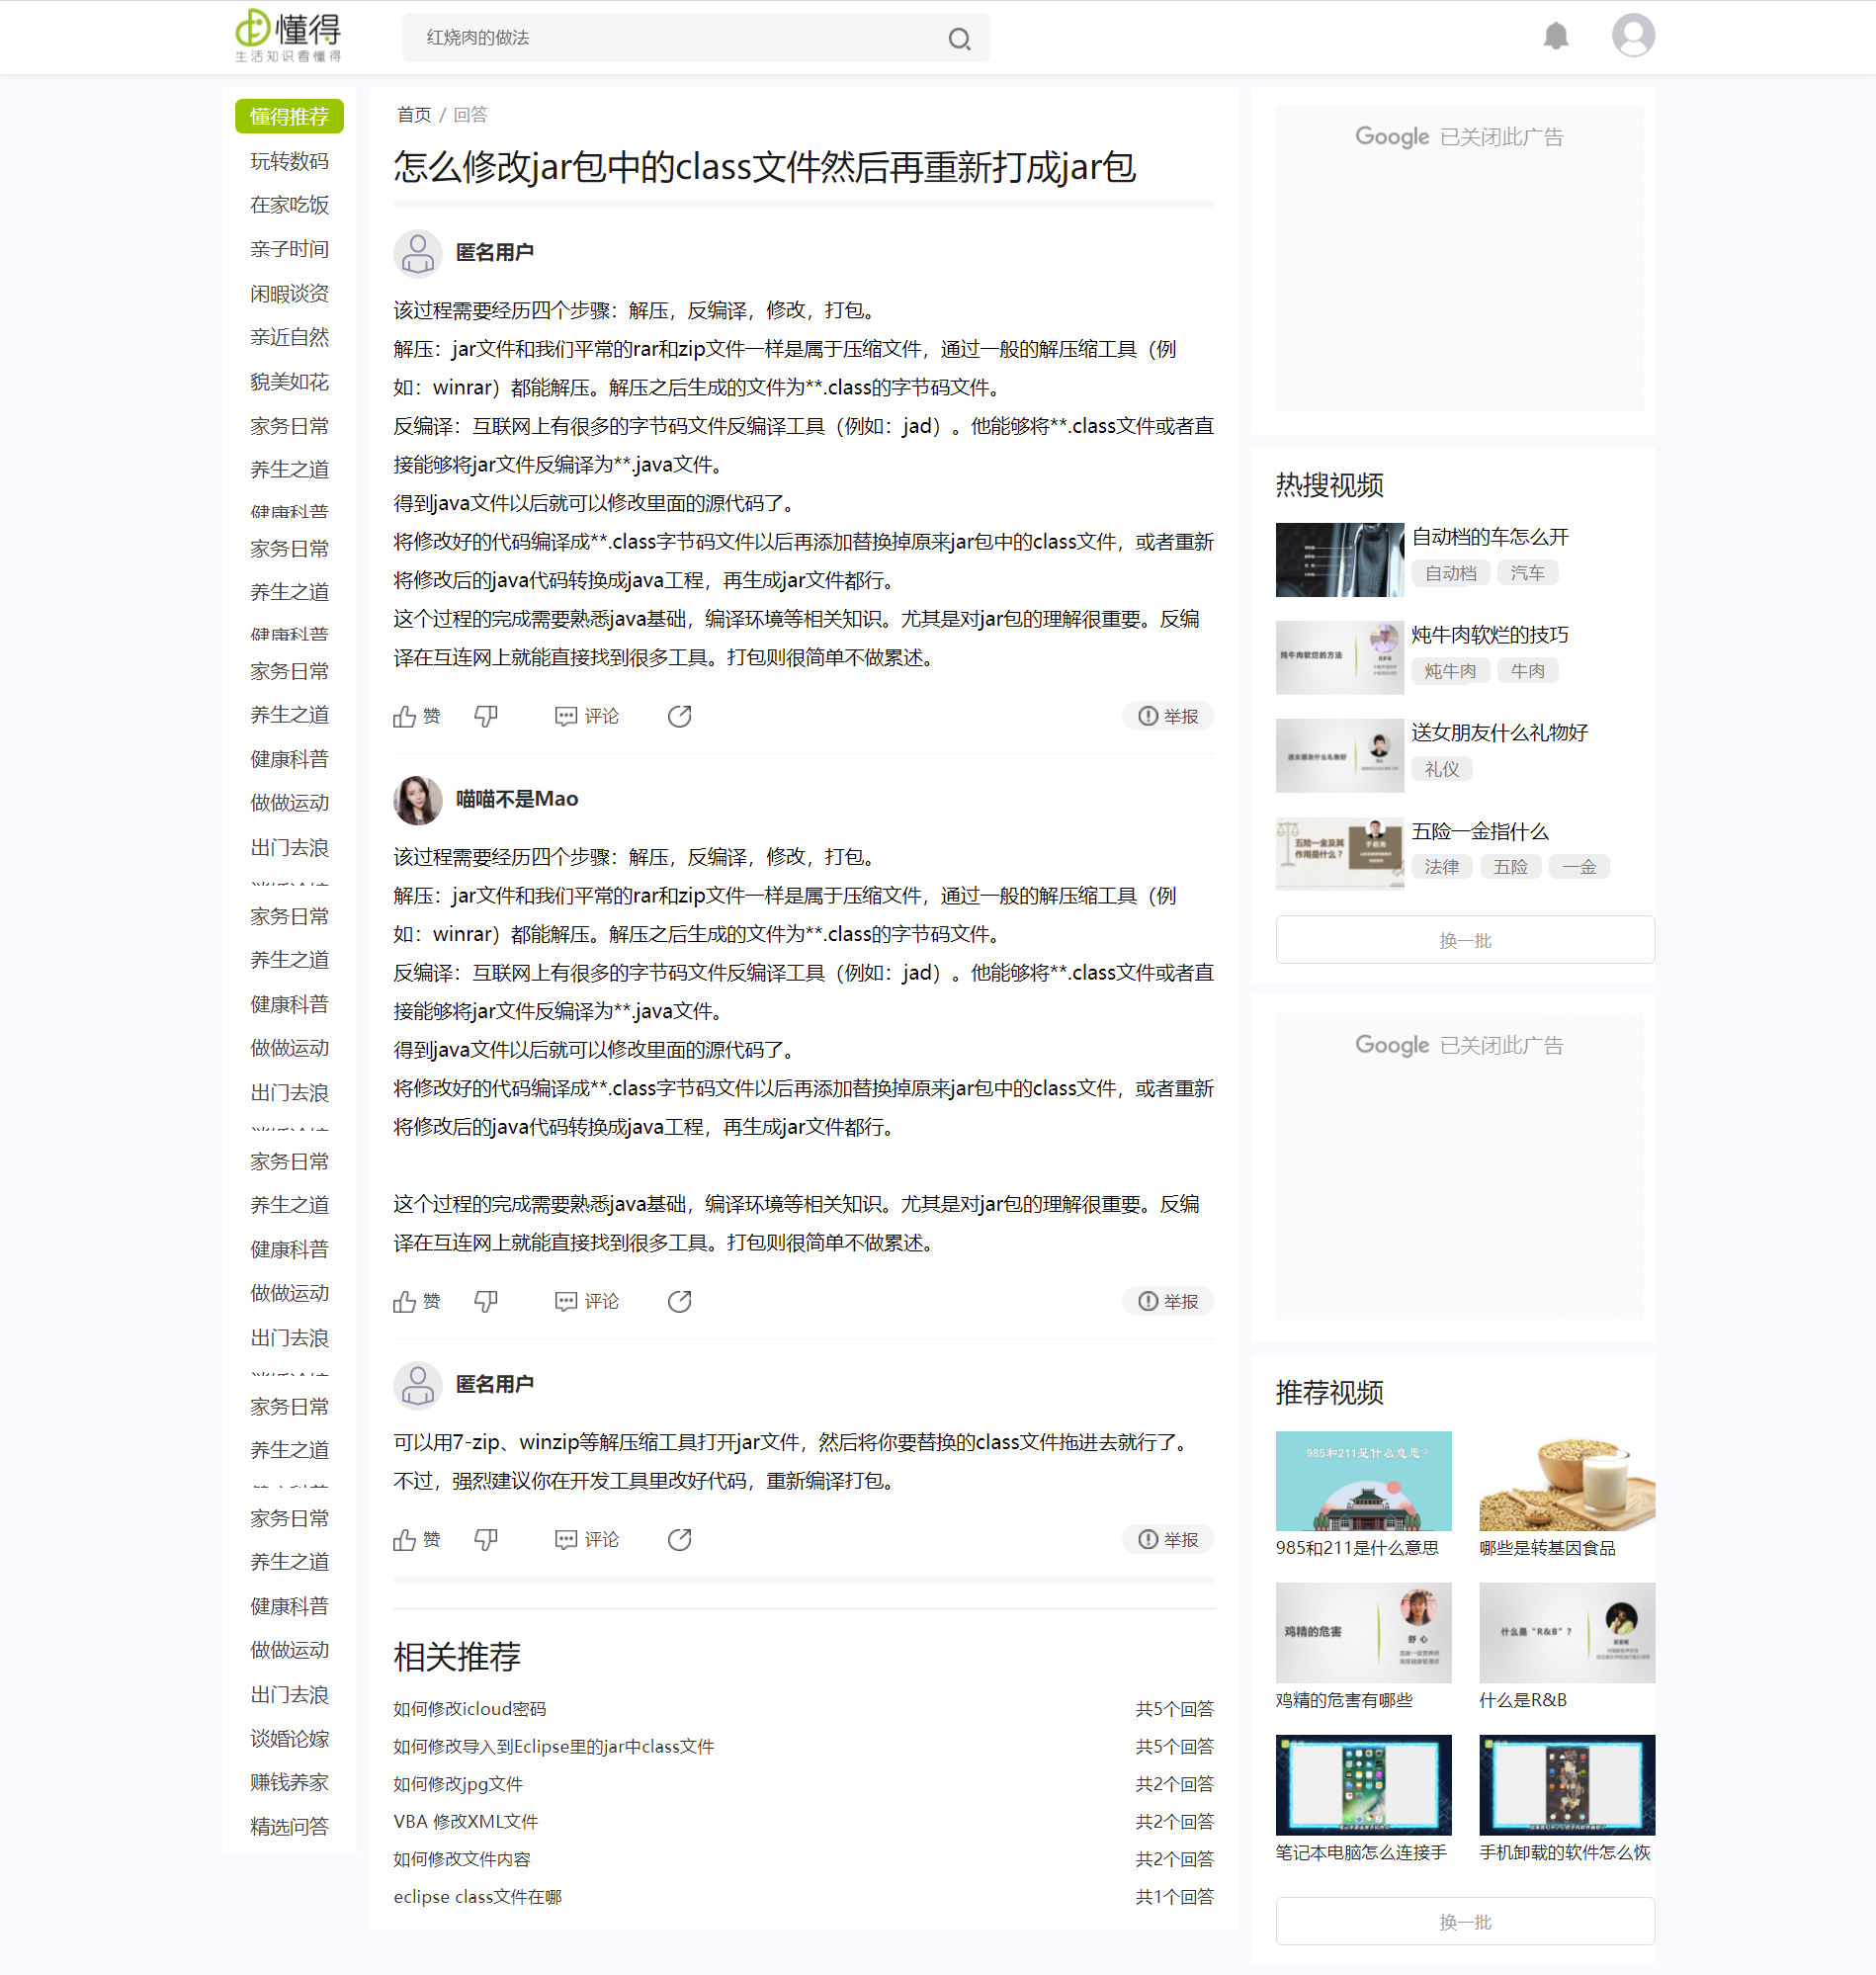 懂得
生活知识看懂得
红烧肉的做法
懂得推荐
玩转数码
在家吃饭
亲子时间
闲暇谈资
亲近自然
貌美如花
家务日常
养生之道
健康科普
家务日常
养生之道
健康科普
家务日常
养生之道
健康科普
做做运动
出门去浪
家务日常
养生之道
健康科普
做做运动
出门去浪
家务日常
养生之道
健康科普
做做运动
出门去浪
家务日常
养生之道
家务日常
养生之道
健康科普
做做运动
出门去浪
谈婚论嫁
赚钱养家
精选问答
首页 / 回答
怎么修改jar包中的class文件然后再重新打成jar包
匿名用户
该过程需要经历四个步骤：解压，反编译，修改，打包。
解压：jar文件和我们平常的rar和zip文件一样是属于压缩文件，通过一般的解压缩工具（例
如：winrar）都能解压。解压之后生成的文件为**.class的字节码文件。
反编译：互联网上有很多的字节码文件反编译工具（例如：jad）。他能够将**.class文件或者直
接能够将jar文件反编译为**.java文件。
得到java文件以后就可以修改里面的源代码了。
将修改好的代码编译成**.class字节码文件以后再添加替换掉原来jar包中的class文件，或者重新
将修改后的java代码转换成java工程，再生成jar文件都行。
这个过程的完成需要熟悉java基础，编译环境等相关知识。尤其是对jar包的理解很重要。反编
译在互连网上就能直接找到很多工具。打包则很简单不做累述。
赞 评论 举报
喵喵不是Mao
该过程需要经历四个步骤：解压，反编译，修改，打包。
解压：jar文件和我们平常的rar和zip文件一样是属于压缩文件，通过一般的解压缩工具（例
如：winrar）都能解压。解压之后生成的文件为**.class的字节码文件。
反编译：互联网上有很多的字节码文件反编译工具（例如：jad）。他能够将**.class文件或者直
接能够将jar文件反编译为**.java文件。
得到java文件以后就可以修改里面的源代码了。
将修改好的代码编译成**.class字节码文件以后再添加替换掉原来jar包中的class文件，或者重新
将修改后的java代码转换成java工程，再生成jar文件都行。
这个过程的完成需要熟悉java基础，编译环境等相关知识。尤其是对jar包的理解很重要。反编
译在互连网上就能直接找到很多工具。打包则很简单不做累述。
赞 评论 举报
匿名用户
可以用7-zip、winzip等解压缩工具打开jar文件，然后将你要替换的class文件拖进去就行了。
不过，强烈建议你在开发工具里改好代码，重新编译打包。
赞 评论 举报
相关推荐
如何修改icloud密码 共5个回答
如何修改导入到Eclipse里的jar中class文件 共5个回答
如何修改jpg文件 共2个回答
VBA 修改XML文件 共2个回答
如何修改文件内容 共2个回答
eclipse class文件在哪 共1个回答
Google 已关闭此广告
热搜视频
自动档的车怎么开
自动档 汽车
炖牛肉软烂的方法
炖牛肉软烂的技巧
炖牛肉 牛肉
送女朋友什么礼物好
送女朋友什么礼物好
礼仪
五险一金及其
作用是什么？
五险一金指什么
法律 五险 一金
换一批
Google 已关闭此广告
推荐视频
985和211是什么意思?
985和211是什么意思
哪些是转基因食品
鸡精的危害
舒 心
鸡精的危害有哪些
什么是“R&B”？
什么是R&B
笔记本电脑怎么连接手
手机卸载的软件怎么恢
换一批